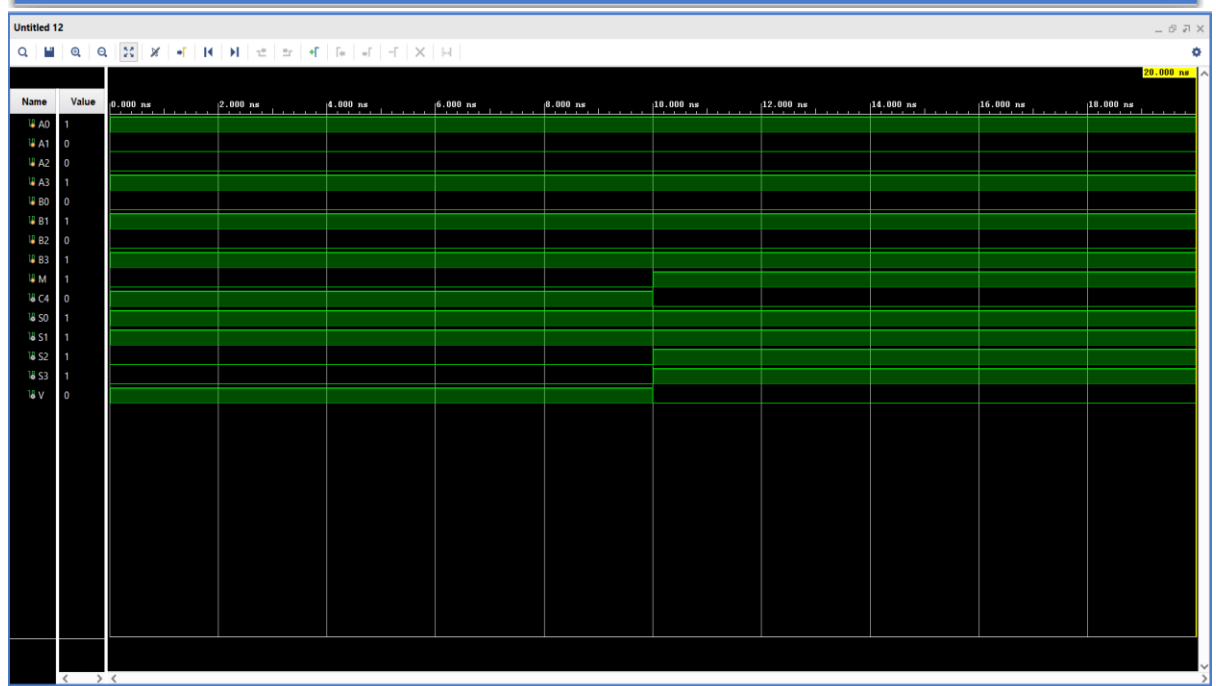 Untitled 12
20.000 ns
Name Value 0.000 ns 2.000 ns 4.000 ns 6.000 ns 8.000 ns 10.000 ns 12.000 ns 14.000 ns 16.000 ns 18.000 ns
A0 1
A1 0
A2 0
A3 1
B0 0
B1 1
B2 0
B3 1
M 1
C4 0
S0 1
S1 1
S2 1
S3 1
V 0